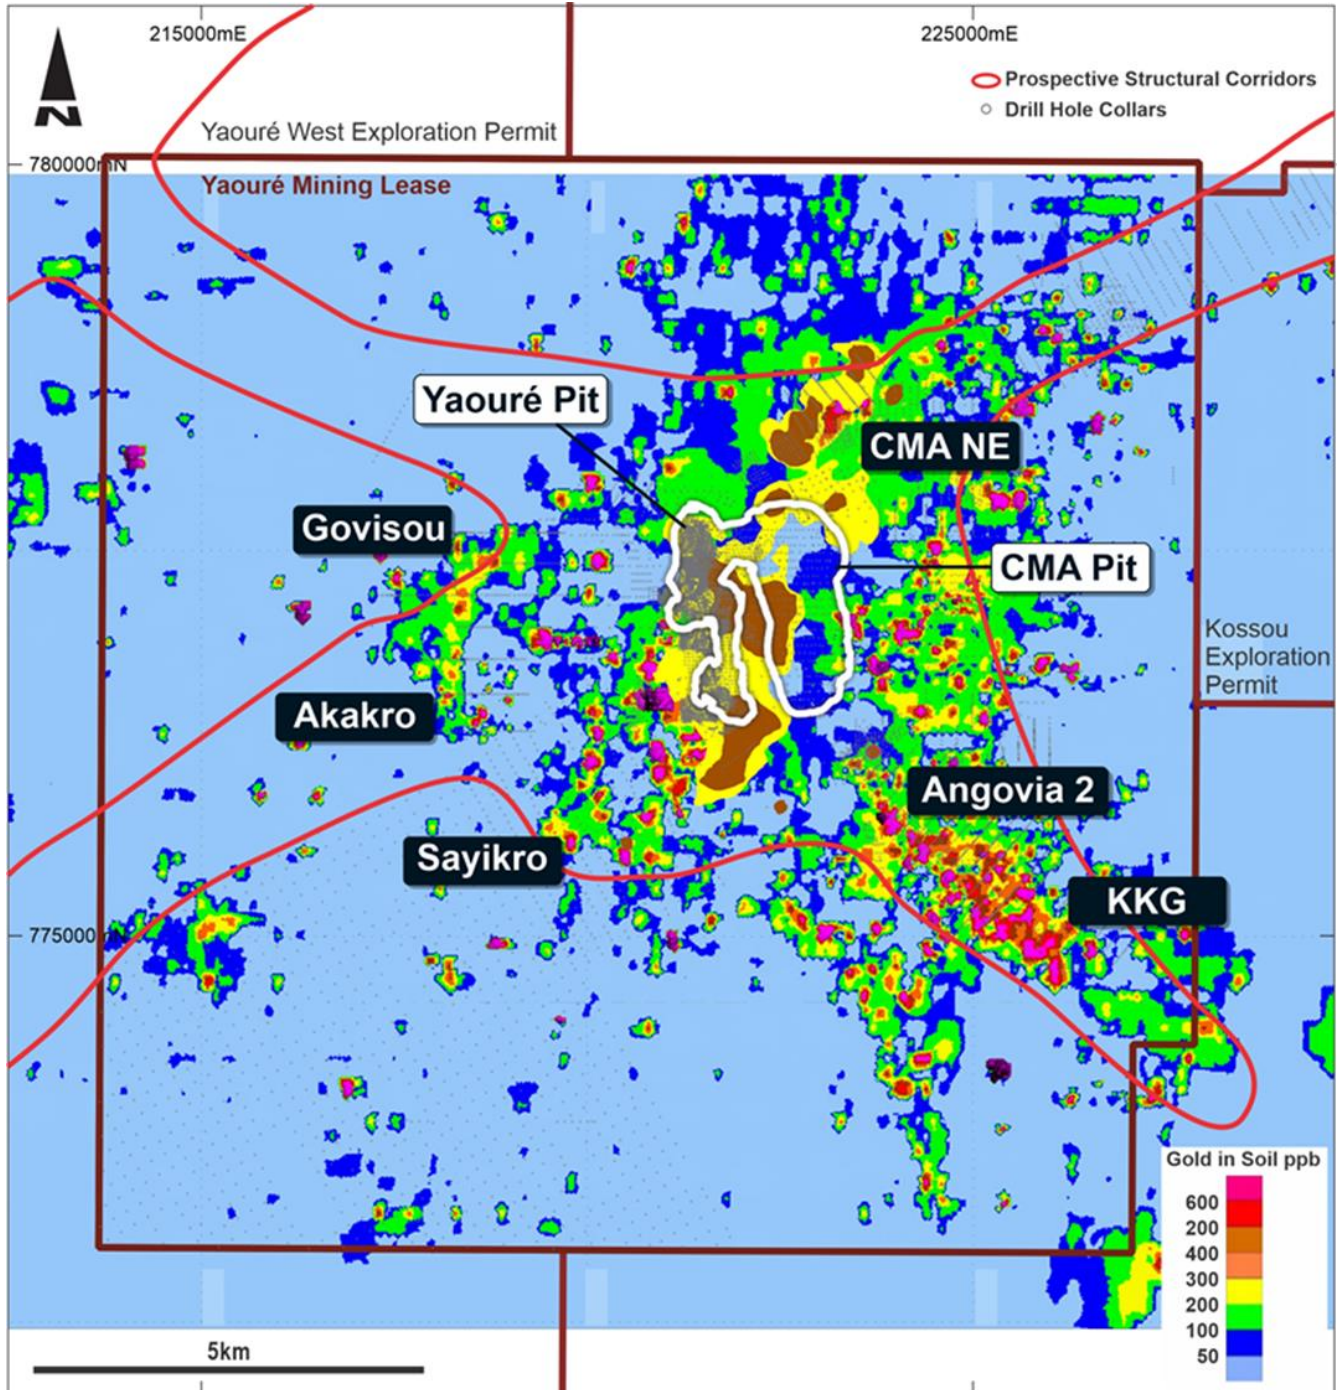 215000mE
225000mE
Prospective Structural Corridors
Drill Hole Collars
N
Yaouré West Exploration Permit
780000mN
Yaouré Mining Lease
Yaouré Pit
CMA NE
Govisou
CMA Pit
Kossou
Exploration
Permit
Akakro
Angovia 2
Sayikro
KKG
775000mN
Gold in Soil ppb
600
200
400
300
200
100
50
5km